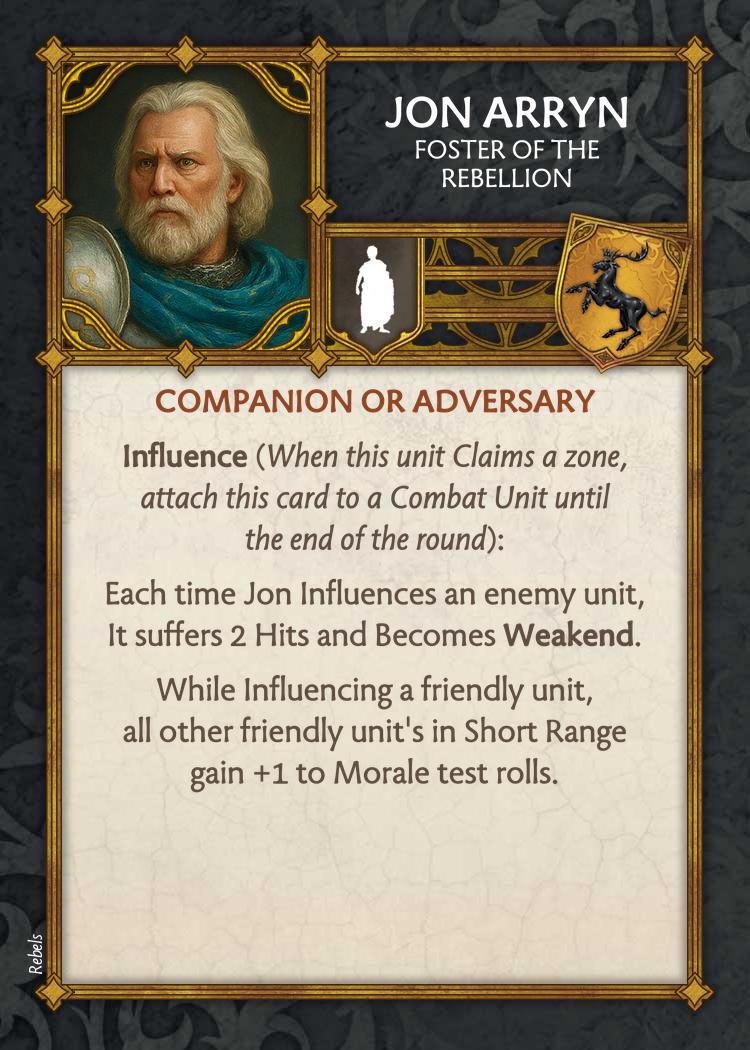 JON ARRYN
FOSTER OF THE
REBELLION
COMPANION OR ADVERSARY
Influence (When this unit Claims a zone,
attach this card to a Combat Unit until
the end of the round):
Each time Jon Influences an enemy unit,
It suffers 2 Hits and Becomes Weakend.
While Influencing a friendly unit,
all other friendly unit's in Short Range
gain +1 to Morale test rolls.
Rebels